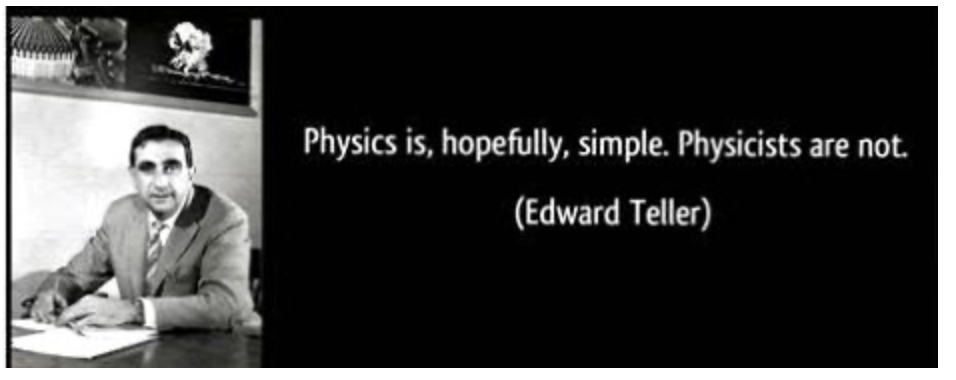 Physics is, hopefully, simple. Physicists are not.
(Edward Teller)